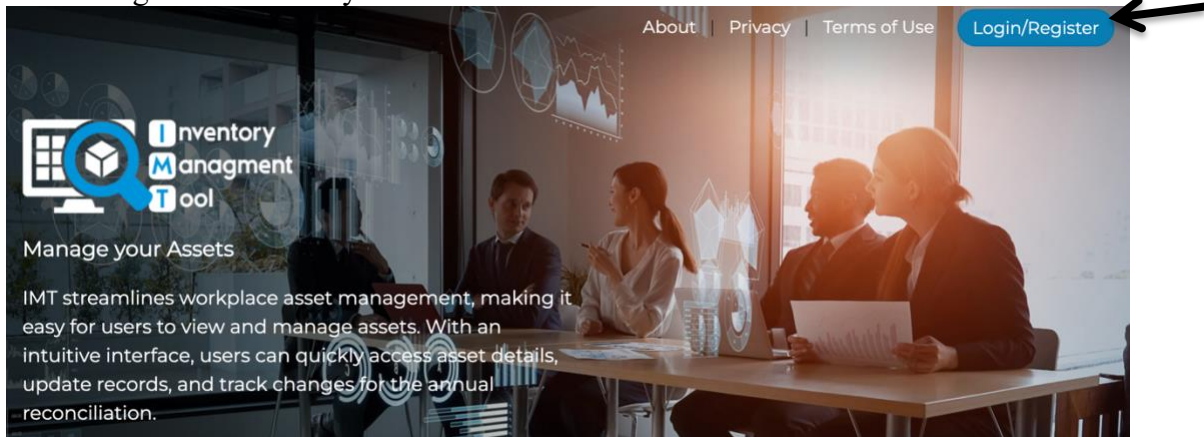 About | Privacy | Terms of Use Login/Register
Inventory
Managment
Tool
Manage your Assets
IMT streamlines workplace asset management, making it
easy for users to view and manage assets. With an
intuitive interface, users can quickly access asset details,
update records, and track changes for the annual
reconciliation.